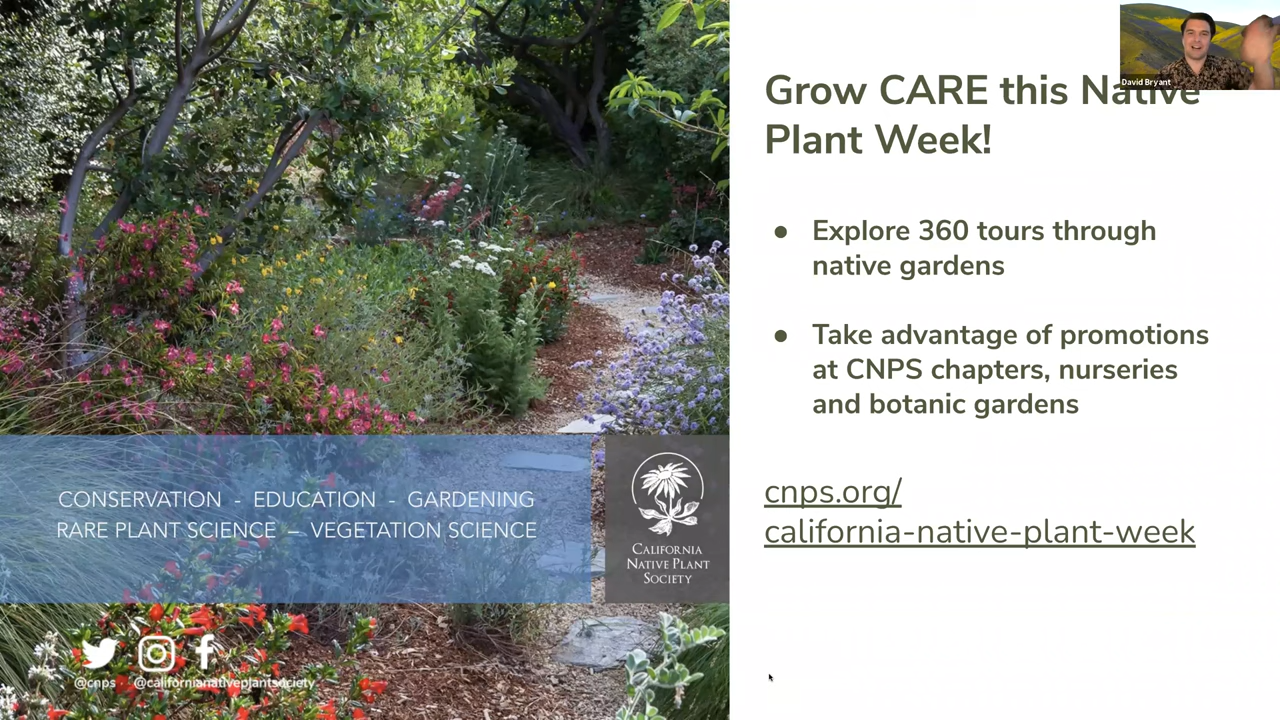 David Bryant
Grow CARE this Native
Plant Week!
● Explore 360 tours through
native gardens
● Take advantage of promotions
at CNPS chapters, nurseries
and botanic gardens
cnps.org/
california-native-plant-week
CONSERVATION - EDUCATION - GARDENING
RARE PLANT SCIENCE – VEGETATION SCIENCE
CALIFORNIA
NATIVE PLANT
SOCIETY
@cnps @californianativeplantsociety